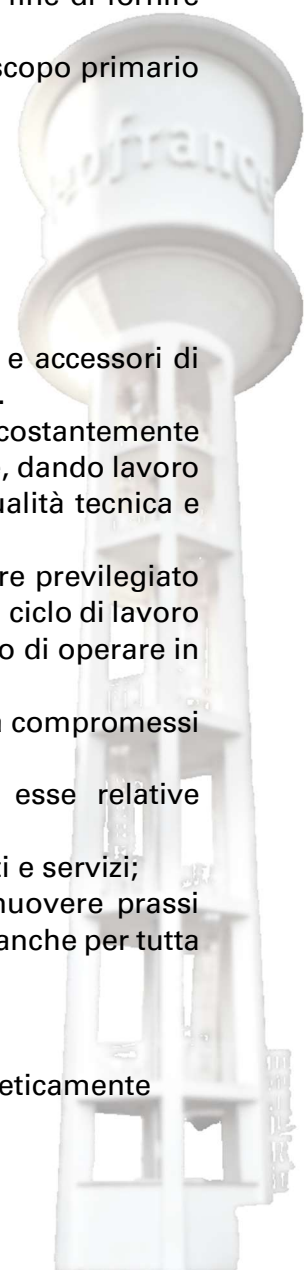 fine di fornire
scopo primario
eofrance
e accessori di
.
costantemente
, dando lavoro
ualità tecnica e
re previlegiato
ciclo di lavoro
o di operare in
compromessi
esse relative
i e servizi;
nuovere prassi
anche per tutta
eticamente